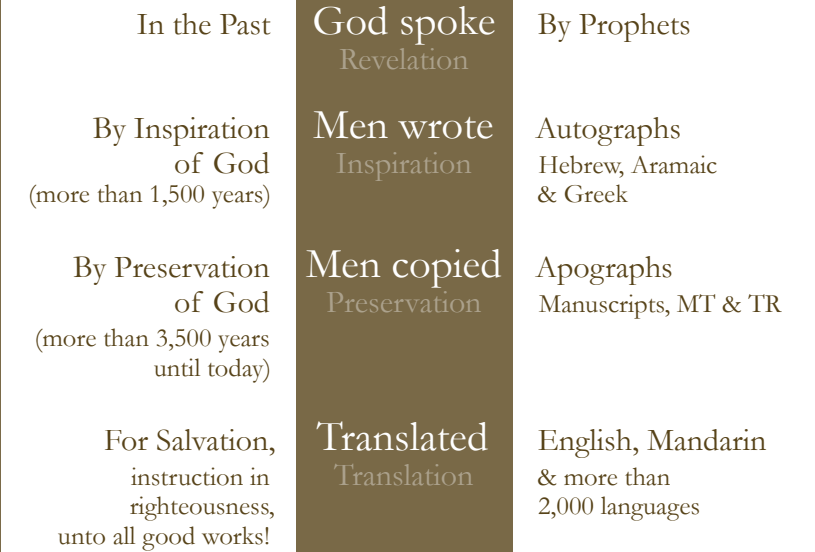 In the Past
God spoke
Revelation
By Prophets
By Inspiration
of God
(more than 1,500 years)
Men wrote
Inspiration
Autographs
Hebrew, Aramaic
& Greek
By Preservation
of God
(more than 3,500 years
until today)
Men copied
Preservation
Apographs
Manuscripts, MT & TR
For Salvation,
instruction in
righteousness,
unto all good works!
Translated
Translation
English, Mandarin
& more than
2,000 languages